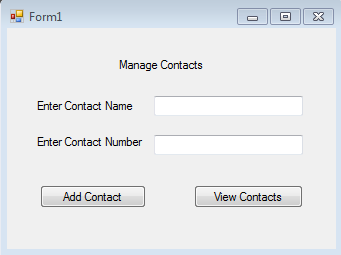 Form1
Manage Contacts
Enter Contact Name
Enter Contact Number
Add Contact View Contacts